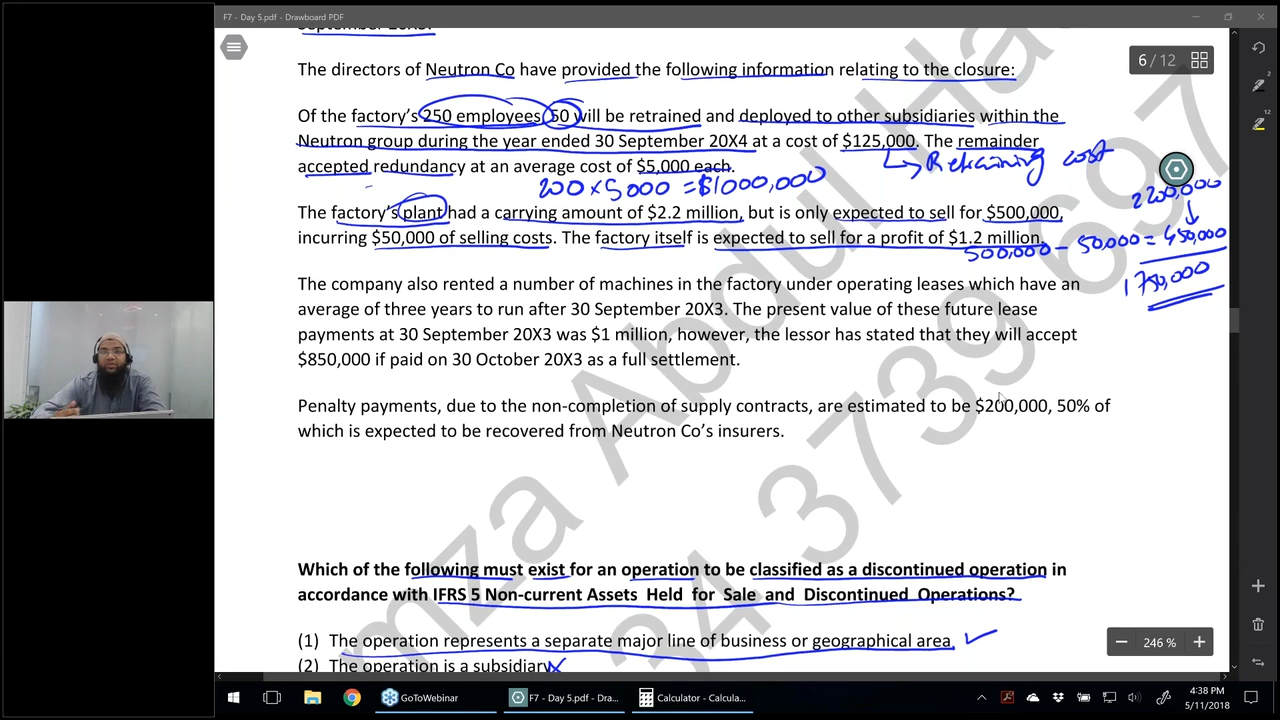 F7 - Day 5.pdf - Drawboard PDF
September 20X3.
6 / 12
The directors of Neutron Co have provided the following information relating to the closure:
Of the factory's 250 employees, 50 will be retrained and deployed to other subsidiaries within the
Neutron group during the year ended 30 September 20X4 at a cost of $125,000. The remainder
accepted redundancy at an average cost of $5,000 each.
Retraining cost
200 x 5000 = $1000,000
2200,000
The factory's plant had a carrying amount of $2.2 million, but is only expected to sell for $500,000,
incurring $50,000 of selling costs. The factory itself is expected to sell for a profit of $1.2 million.
500,000 - 50,000 = 450,000
1750,000
The company also rented a number of machines in the factory under operating leases which have an
average of three years to run after 30 September 20X3. The present value of these future lease
payments at 30 September 20X3 was $1 million, however, the lessor has stated that they will accept
$850,000 if paid on 30 October 20X3 as a full settlement.
Penalty payments, due to the non-completion of supply contracts, are estimated to be $200,000, 50% of
which is expected to be recovered from Neutron Co's insurers.
Which of the following must exist for an operation to be classified as a discontinued operation in
accordance with IFRS 5 Non-current Assets Held for Sale and Discontinued Operations?
(1) The operation represents a separate major line of business or geographical area.
(2) The operation is a subsidiary
mza Abdul Ha
34 3739 697
246 %
GoToWebinar
F7 - Day 5.pdf - Dra...
Calculator - Calcula...
4:38 PM
5/11/2018